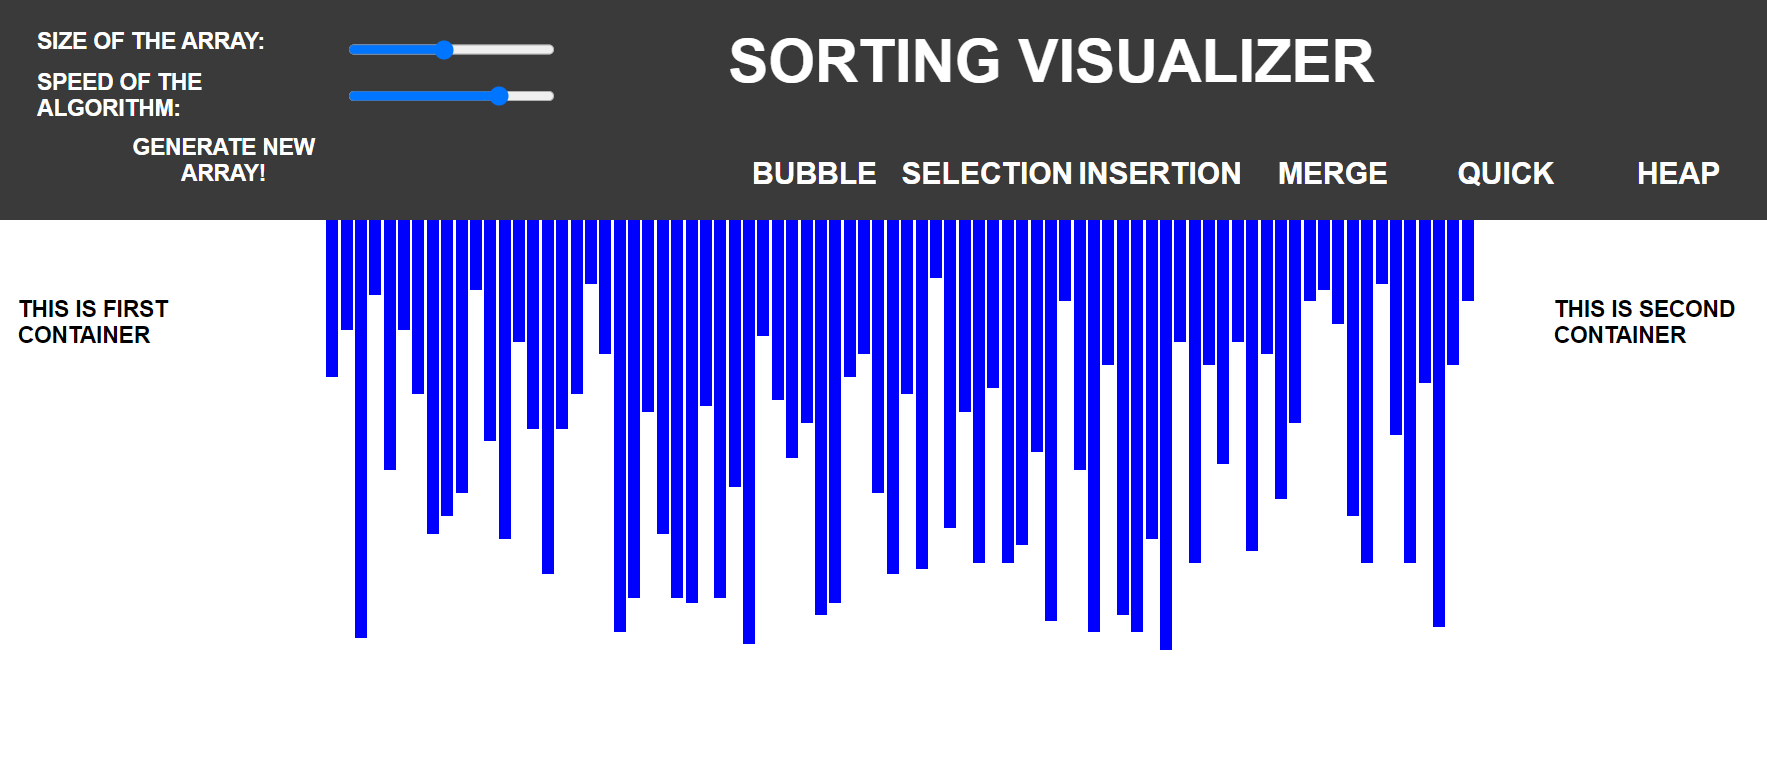 SIZE OF THE ARRAY:
SPEED OF THE
ALGORITHM:
GENERATE NEW
ARRAY!
SORTING VISUALIZER
BUBBLE SELECTION INSERTION MERGE QUICK HEAP
THIS IS FIRST
CONTAINER
THIS IS SECOND
CONTAINER